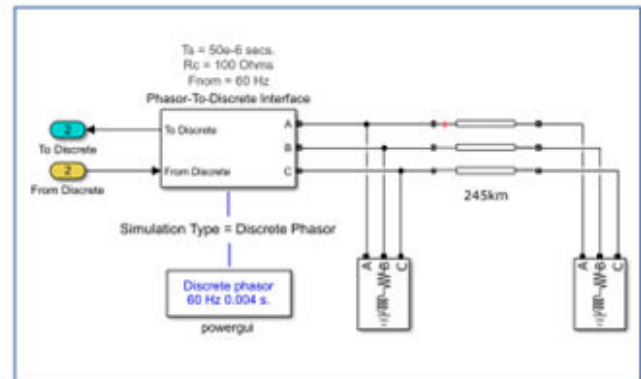 Ts = 50e-6 secs.
Rc = 100 Ohms
Fnom = 60 Hz
Phasor-To-Discrete Interface
2
To Discrete
2
From Discrete
To Discrete
From Discrete
A
B
C
245km
Simulation Type = Discrete Phasor
Discrete phasor
60 Hz 0.004 s.
powergui
A B C
A B C